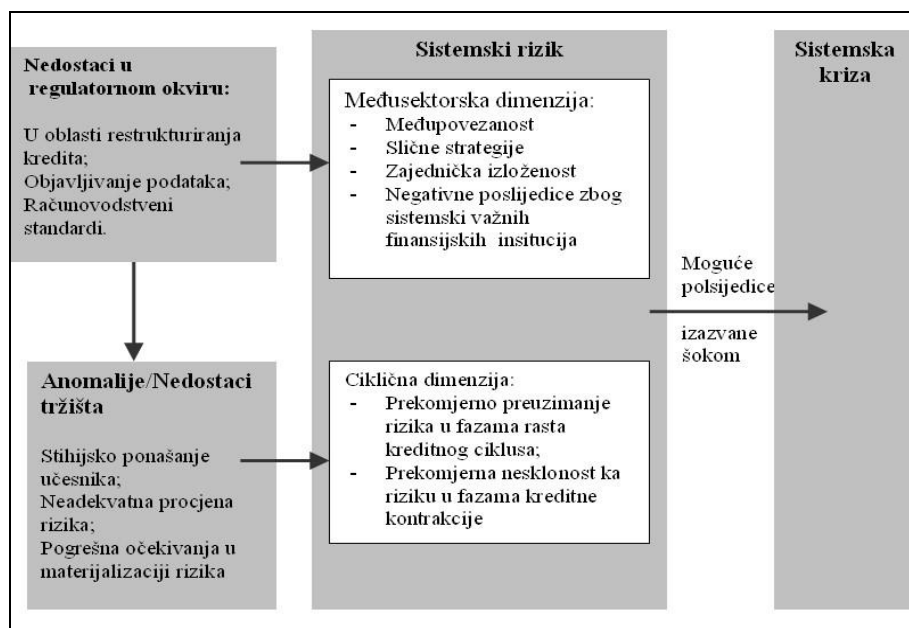 Nedostaci u
regulatornom okviru:
U oblasti restrukturiranja
kredita;
Objavljivanje podataka;
Računovodstveni
standardi.
Anomalije/Nedostaci
tržišta
Stihijsko ponašanje
učesnika;
Neadekvatna procjena
rizika;
Pogrešna očekivanja u
materijalizaciji rizika
Sistemski rizik
Međusektorska dimenzija:
- Međupovezanost
- Slične strategije
- Zajednička izloženost
- Negativne poslijedice zbog
sistemski važnih
finansijskih insitucija
Ciklična dimenzija:
- Prekomjerno preuzimanje
rizika u fazama rasta
kreditnog ciklusa;
- Prekomjerna nesklonost ka
riziku u fazama kreditne
kontrakcije
Moguće
polsijedice
izazvane
šokom
Sistemska
kriza